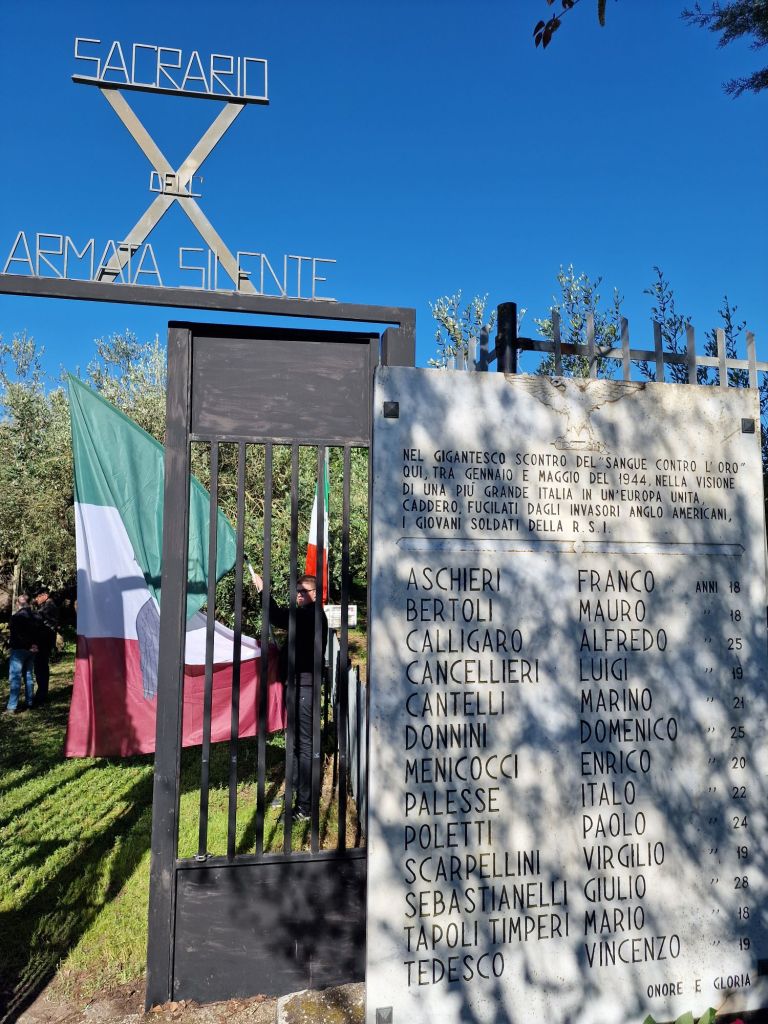 SACRARIO
DELL'
ARMATA SILENTE
NEL GIGANTESCO SCONTRO DEL "SANGUE CONTRO L'ORO"
QUI, TRA GENNAIO E MAGGIO DEL 1944, NELLA VISIONE
DI UNA PIÚ GRANDE ITALIA IN UN'EUROPA UNITA,
CADDERO, FUCILATI DAGLI INVASORI ANGLO AMERICANI,
I GIOVANI SOLDATI DELLA R.S.I.
ASCHIERI FRANCO ANNI 18
BERTOLI MAURO " 18
CALLIGARO ALFREDO " 25
CANCELLIERI LUIGI " 19
CANTELLI MARINO " 21
DONNINI DOMENICO " 25
MENICOCCI ENRICO " 20
PALESSE ITALO " 22
POLETTI PAOLO " 24
SCARPELLINI VIRGILIO " 19
SEBASTIANELLI GIULIO " 28
TAPOLI TIMPERI MARIO " 18
TEDESCO VINCENZO " 19
ONORE E GLORIA